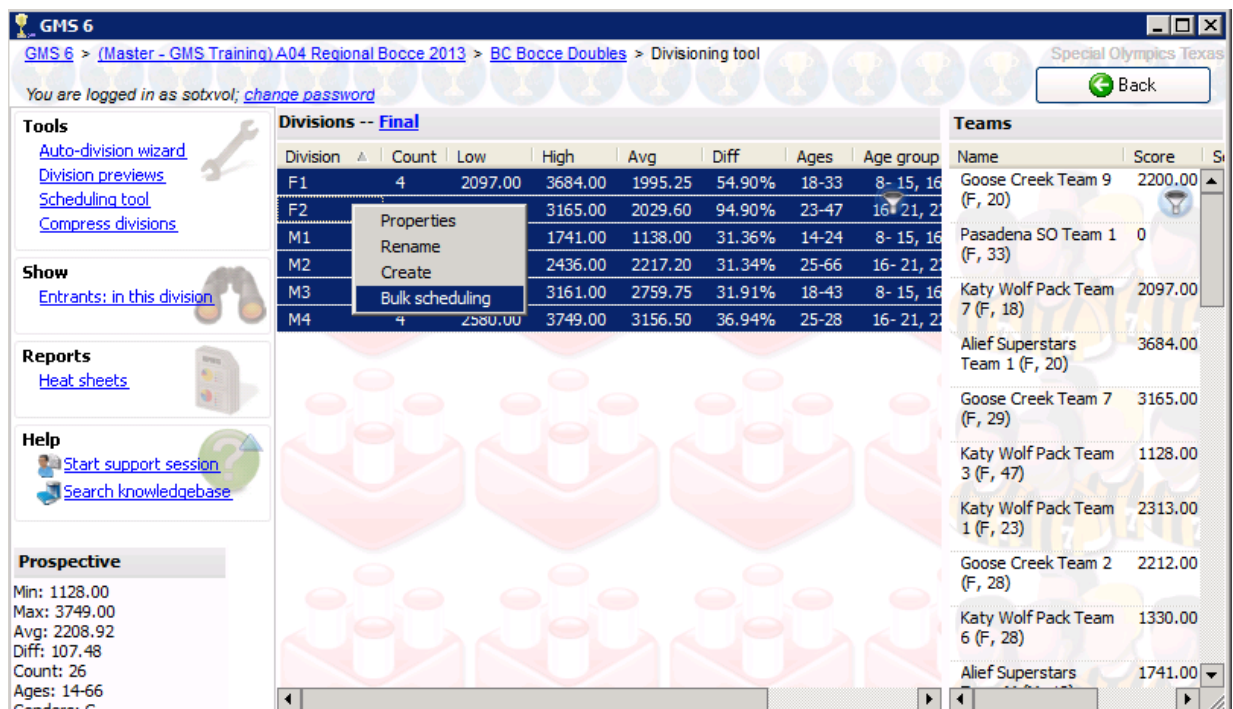 GMS 6
GMS 6 > (Master - GMS Training) A04 Regional Bocce 2013 > BC Bocce Doubles > Divisioning tool
Special Olympics Texas
You are logged in as sotxvol; change password
Back
Tools
Auto-division wizard
Division previews
Scheduling tool
Compress divisions
Show
Entrants: in this division
Reports
Heat sheets
Help
Start support session
Search knowledgebase
Prospective
Min: 1128.00
Max: 3749.00
Avg: 2208.92
Diff: 107.48
Count: 26
Ages: 14-66
Divisions -- Final
Division Count Low High Avg Diff Ages Age group
F1 4 2097.00 3684.00 1995.25 54.90% 18-33 8- 15, 16
F2 3165.00 2029.60 94.90% 23-47 16- 21, 22
M1 1741.00 1138.00 31.36% 14-24 8- 15, 16
M2 2436.00 2217.20 31.34% 25-66 16- 21, 22
M3 3161.00 2759.75 31.91% 18-43 8- 15, 16
M4 4 2580.00 3749.00 3156.50 36.94% 25-28 16- 21, 22
Properties
Rename
Create
Bulk scheduling
Teams
Name Score
Goose Creek Team 9 2200.00
(F, 20)
Pasadena SO Team 1 0
(F, 33)
Katy Wolf Pack Team 2097.00
7 (F, 18)
Alief Superstars 3684.00
Team 1 (F, 20)
Goose Creek Team 7 3165.00
(F, 29)
Katy Wolf Pack Team 1128.00
3 (F, 47)
Katy Wolf Pack Team 2313.00
1 (F, 23)
Goose Creek Team 2 2212.00
(F, 28)
Katy Wolf Pack Team 1330.00
6 (F, 28)
Alief Superstars 1741.00